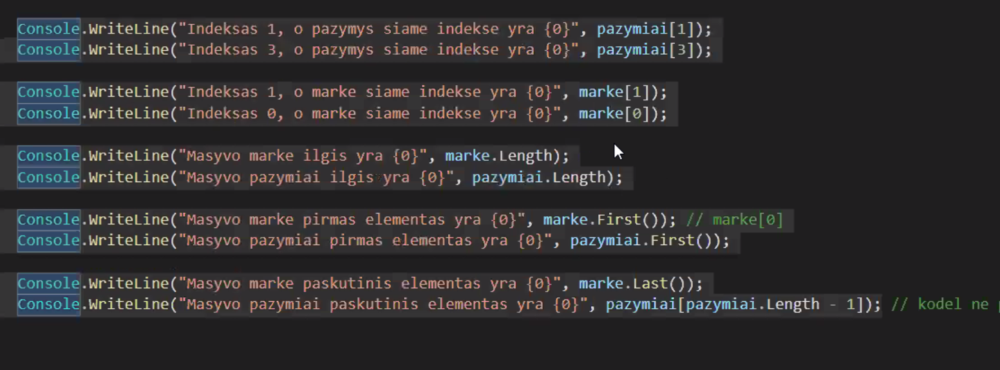 Console.WriteLine("Indeksas 1, o pazymys siame indekse yra {0}", pazymiai[1]);
Console.WriteLine("Indeksas 3, o pazymys siame indekse yra {0}", pazymiai[3]);
Console.WriteLine("Indeksas 1, o marke siame indekse yra {0}", marke[1]);
Console.WriteLine("Indeksas 0, o marke siame indekse yra {0}", marke[0]);
Console.WriteLine("Masyvo marke ilgis yra {0}", marke.Length);
Console.WriteLine("Masyvo pazymiai ilgis yra {0}", pazymiai.Length);
Console.WriteLine("Masyvo marke pirmas elementas yra {0}", marke.First()); // marke[0]
Console.WriteLine("Masyvo pazymiai pirmas elementas yra {0}", pazymiai.First());
Console.WriteLine("Masyvo marke paskutinis elementas yra {0}", marke.Last());
Console.WriteLine("Masyvo pazymiai paskutinis elementas yra {0}", pazymiai[pazymiai.Length - 1]); // kodel ne